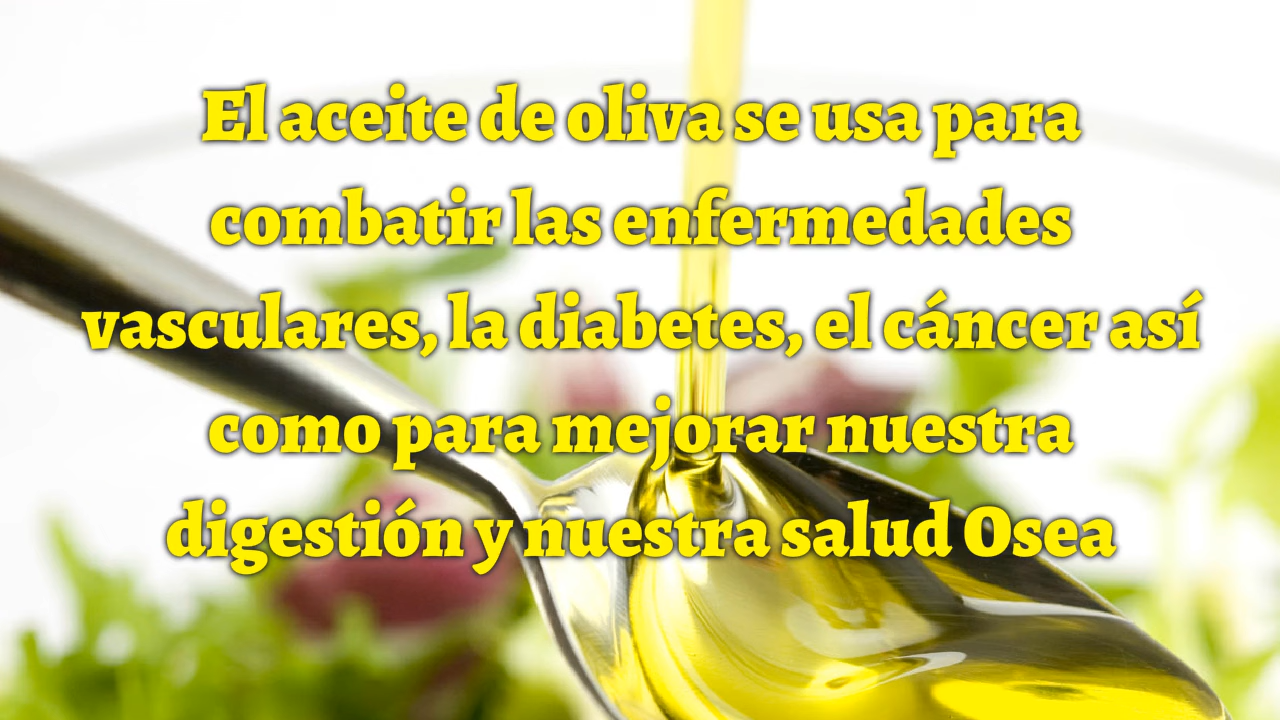 El aceite de oliva se usa para
combatir las enfermedades
vasculares, la diabetes, el cáncer así
como para mejorar nuestra
digestión y nuestra salud Osea